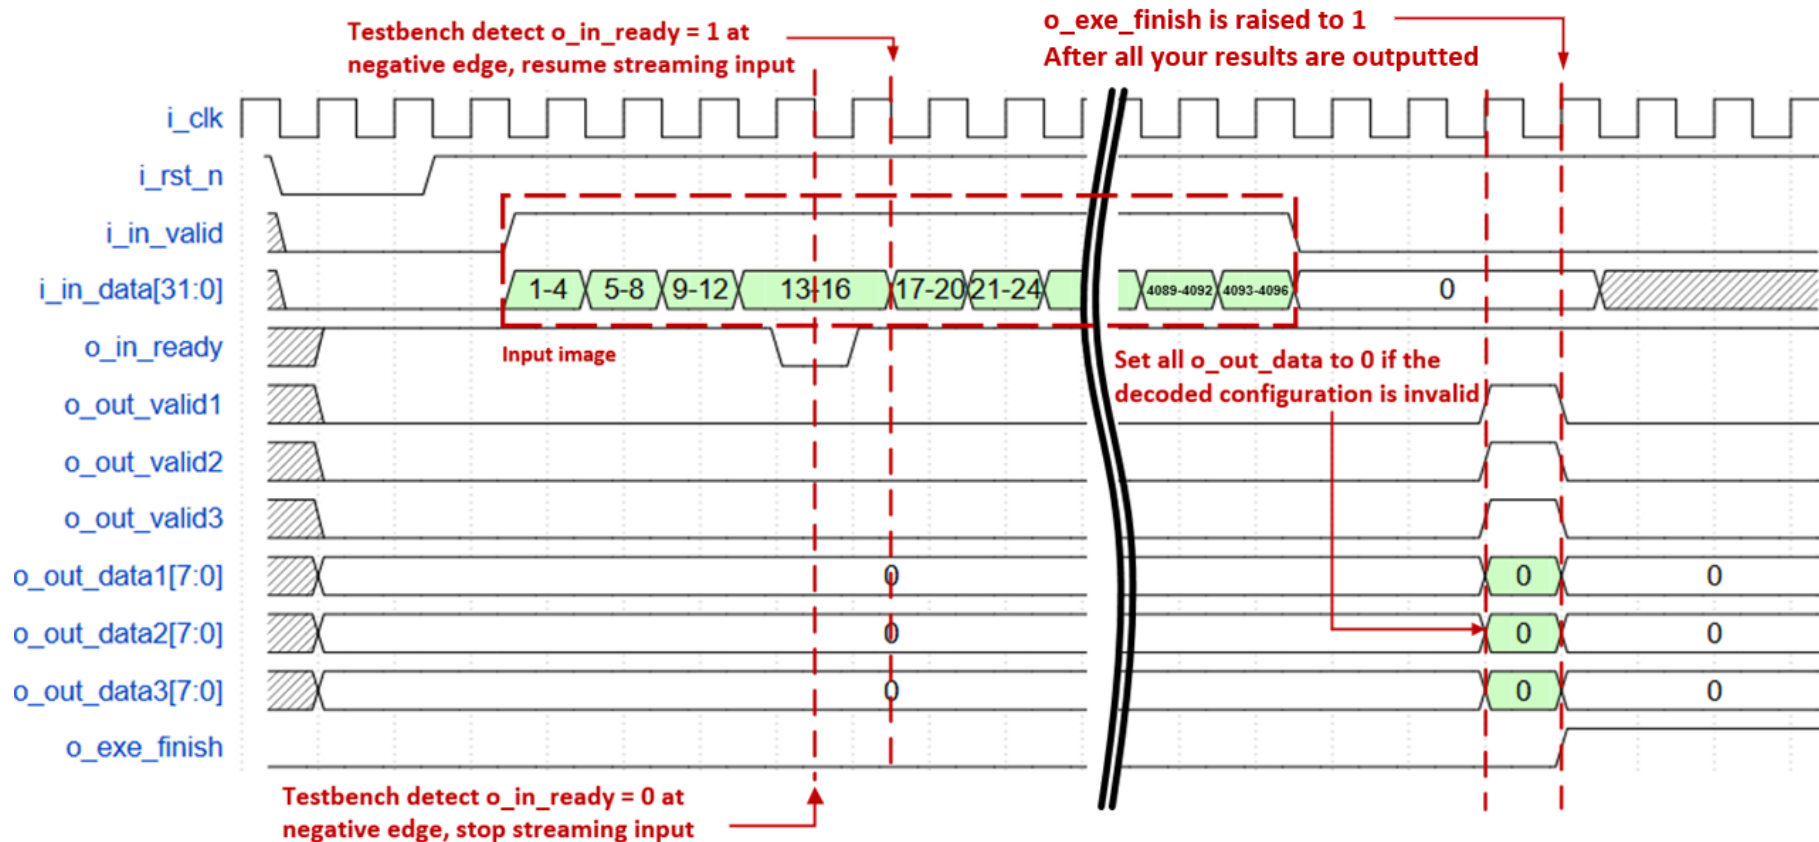 Testbench detect o_in_ready = 1 at
negative edge, resume streaming input
o_exe_finish is raised to 1
After all your results are outputted
i_clk
i_rst_n
i_in_valid
i_in_data[31:0]
1-4
5-8
9-12
13-16
17-20
21-24
4089-4092
4093-4096
0
o_in_ready
Input image
Set all o_out_data to 0 if the
decoded configuration is invalid
o_out_valid1
o_out_valid2
o_out_valid3
o_out_data1[7:0]
0
0
0
o_out_data2[7:0]
0
0
0
o_out_data3[7:0]
0
0
0
o_exe_finish
Testbench detect o_in_ready = 0 at
negative edge, stop streaming input